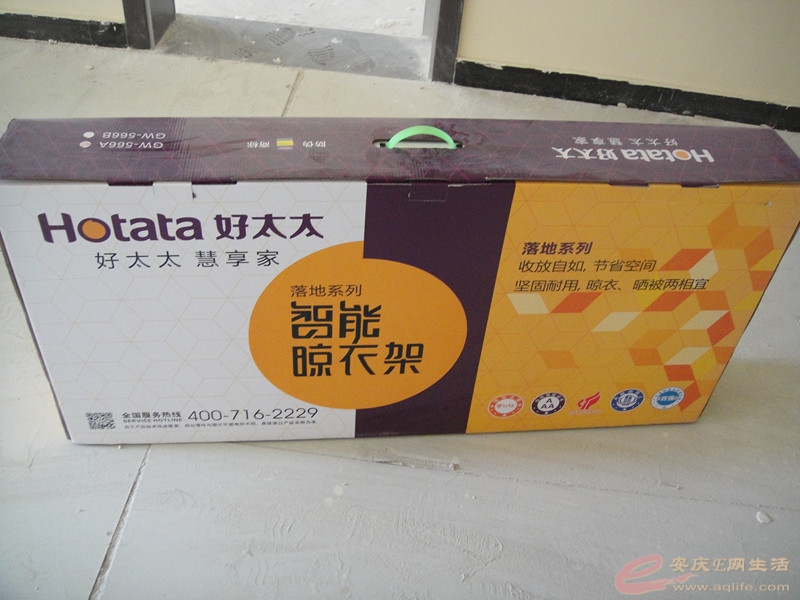 GW-566B
GW-566A
防伪 商标
Hotata 好太太
好太太 慧享家
Hotata 好太太
好太太 慧享家
落地系列
智能
晾衣架
落地系列
收放自如, 节省空间
坚固耐用, 晾衣、晒被两相宜
全国服务热线 400-716-2229
SERVICE HOTLINE
AAA
安庆E网生活
www.aqlife.com